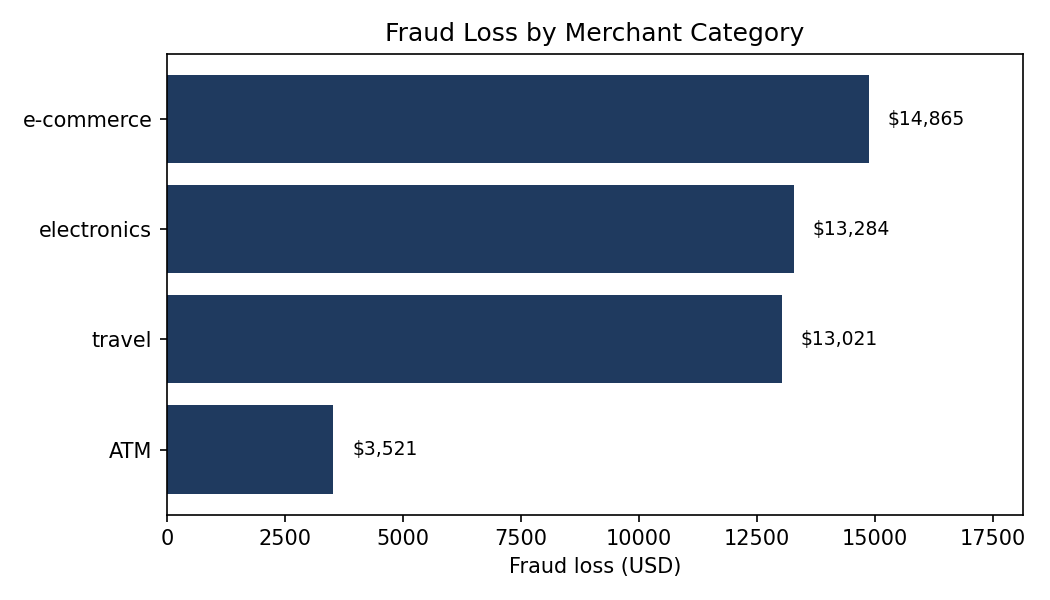 Fraud Loss by Merchant Category
e-commerce
$14,865
electronics
$13,284
travel
$13,021
ATM
$3,521
0 2500 5000 7500 10000 12500 15000 17500
Fraud loss (USD)